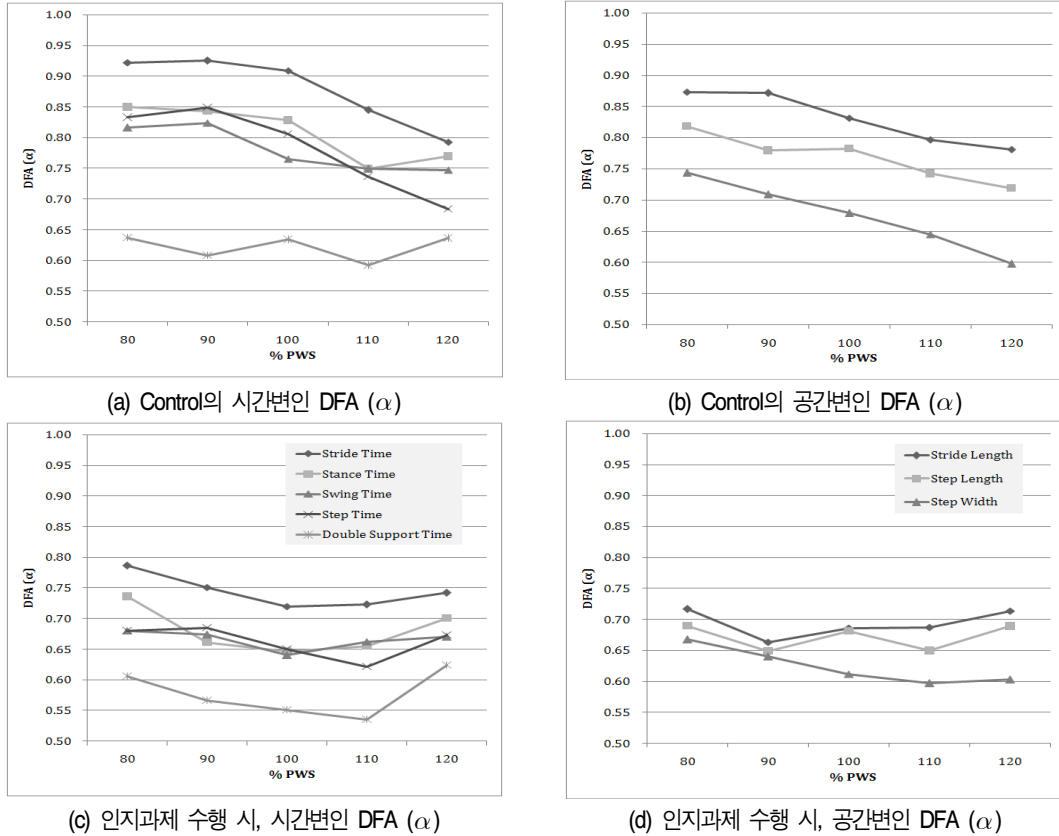 1.00
0.95
0.90
0.85
0.80
0.75
0.70
0.65
0.60
0.55
0.50
DFA (α)
80 90 100 110 120
% PWS
(a) Control의 시간변인 DFA (α)
1.00
0.95
0.90
0.85
0.80
0.75
0.70
0.65
0.60
0.55
0.50
DFA (α)
80 90 100 110 120
% PWS
(b) Control의 공간변인 DFA (α)
1.00
0.95
0.90
0.85
0.80
0.75
0.70
0.65
0.60
0.55
0.50
DFA (α)
Stride Time
Stance Time
Swing Time
Step Time
Double Support Time
80 90 100 110 120
% PWS
(c) 인지과제 수행 시, 시간변인 DFA (α)
1.00
0.95
0.90
0.85
0.80
0.75
0.70
0.65
0.60
0.55
0.50
DFA (α)
Stride Length
Step Length
Step Width
80 90 100 110 120
% PWS
(d) 인지과제 수행 시, 공간변인 DFA (α)